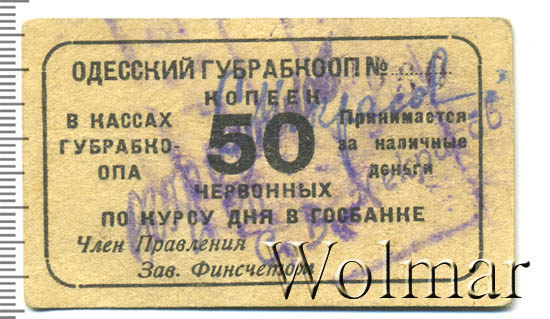 ОДЕССКИЙ ГУБРАБКООП №
КОПЕЕК
В КАССАХ
ГУБРАБКО-
ОПА
50
Принимается
за наличные
деньги
ЧЕРВОННЫХ
ПО КУРСУ ДНЯ В ГОСБАНКЕ
Член Правления
Зав. Финсчеторг
Wolmar